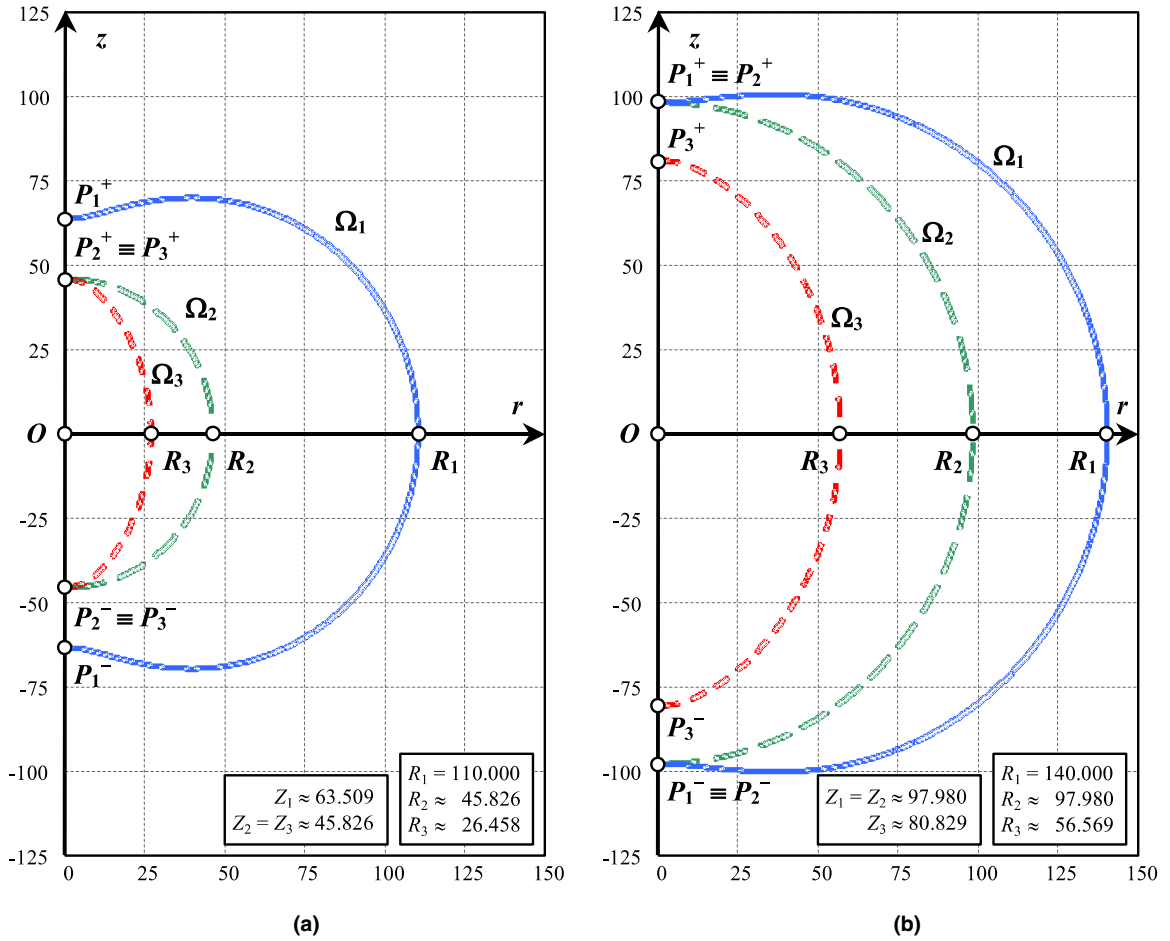 125
z
100
75
P₁⁺
P₂⁺ ≡ P₃⁺
Ω₁
50
Ω₂
25
Ω₃
r
O
0
R₃
R₂
R₁
-25
-50
P₂⁻ ≡ P₃⁻
P₁⁻
-75
-100
Z₁ ≈ 63.509
Z₂ = Z₃ ≈ 45.826
R₁ = 110.000
R₂ ≈ 45.826
R₃ ≈ 26.458
-125
0 25 50 75 100 125 150
(a)
125
z
P₁⁺ ≡ P₂⁺
100
P₃⁺
Ω₁
75
Ω₂
50
Ω₃
25
r
O
0
R₃
R₂
R₁
-25
-50
-75
P₃⁻
-100
P₁⁻ ≡ P₂⁻
Z₁ = Z₂ ≈ 97.980
Z₃ ≈ 80.829
R₁ = 140.000
R₂ ≈ 97.980
R₃ ≈ 56.569
-125
0 25 50 75 100 125 150
(b)